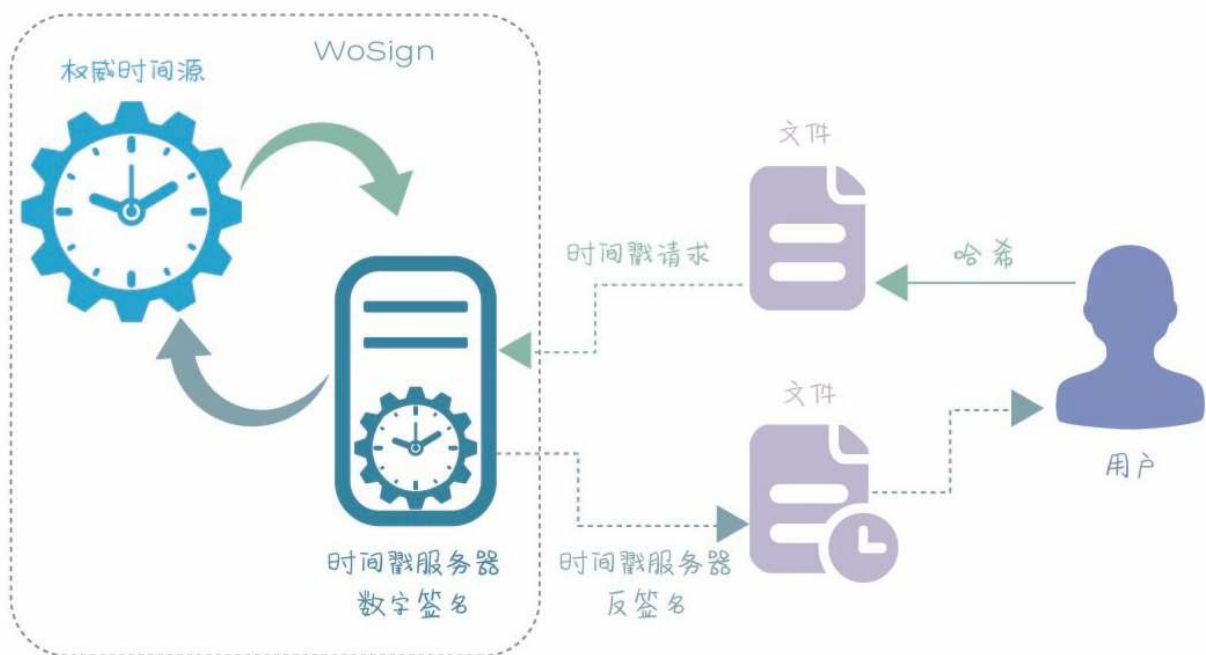 WoSign
权威时间源
文件
时间戳请求
哈希
文件
用户
时间戳服务器
数字签名
时间戳服务器
反签名